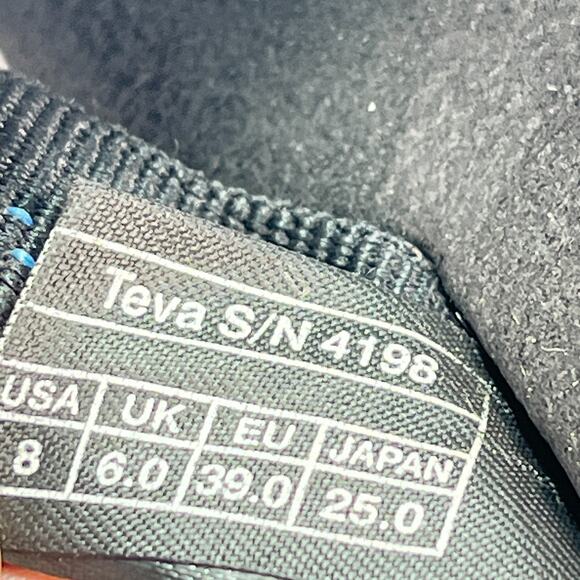 Teva S/N 4198
USA UK EU JAPAN
8 6.0 39.0 25.0